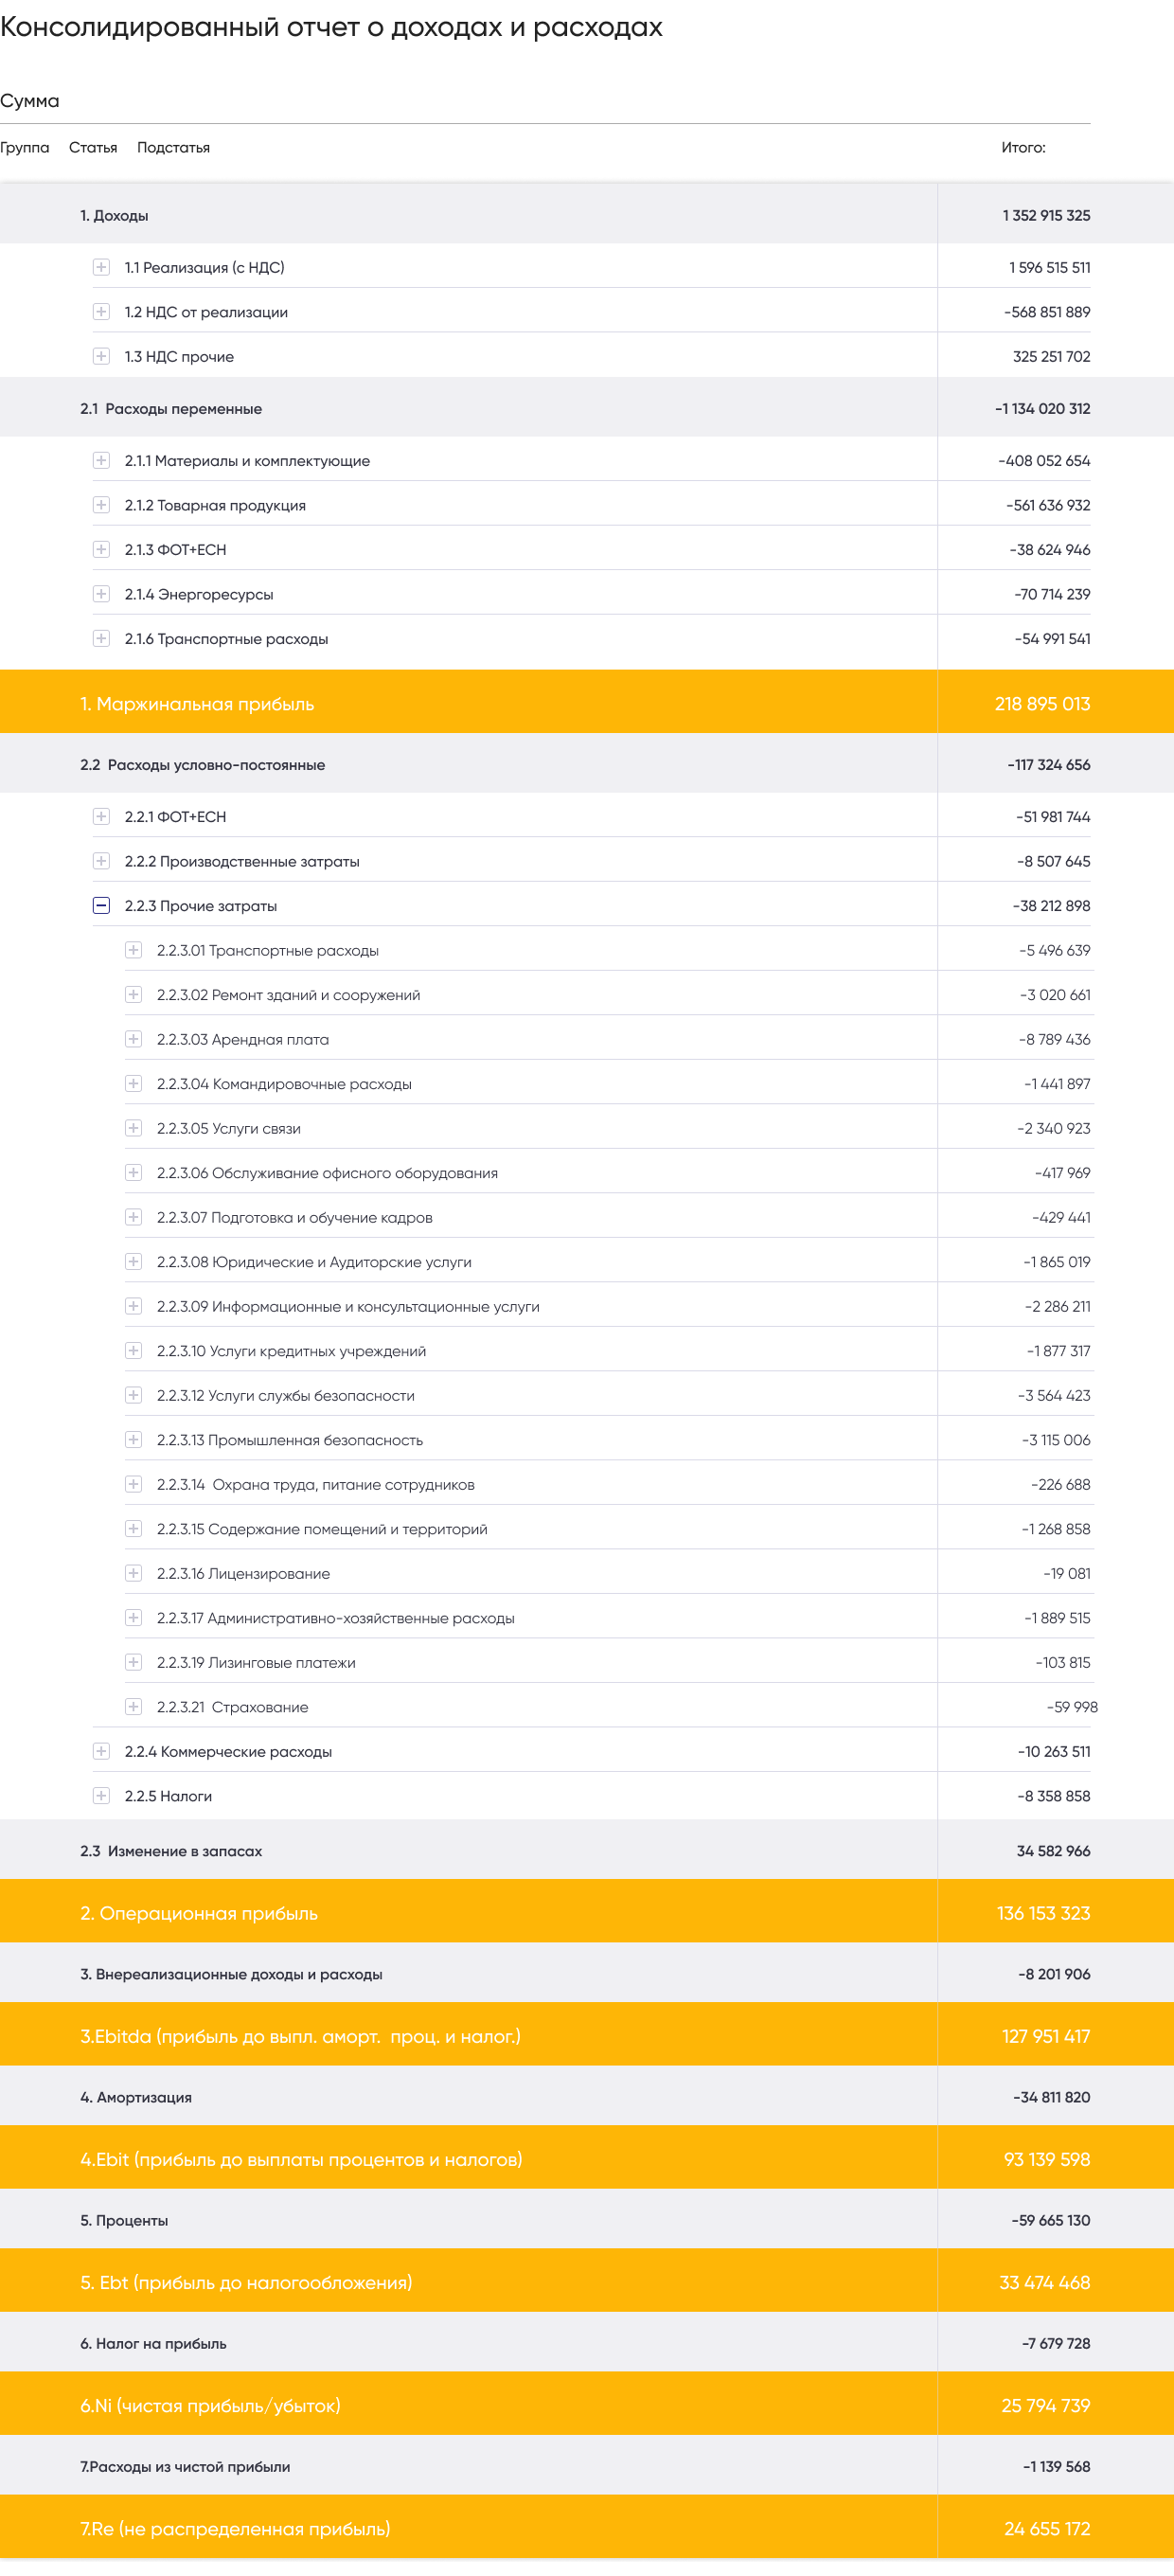 Консолидированный отчет о доходах и расходах
Сумма
Группа Статья Подстатья Итого:
1. Доходы 1 352 915 325
1.1 Реализация (с НДС) 1 596 515 511
1.2 НДС от реализации -568 851 889
1.3 НДС прочие 325 251 702
2.1 Расходы переменные -1 134 020 312
2.1.1 Материалы и комплектующие -408 052 654
2.1.2 Товарная продукция -561 636 932
2.1.3 ФОТ+ЕСН -38 624 946
2.1.4 Энергоресурсы -70 714 239
2.1.6 Транспортные расходы -54 991 541
1. Маржинальная прибыль 218 895 013
2.2 Расходы условно-постоянные -117 324 656
2.2.1 ФОТ+ЕСН -51 981 744
2.2.2 Производственные затраты -8 507 645
2.2.3 Прочие затраты -38 212 898
2.2.3.01 Транспортные расходы -5 496 639
2.2.3.02 Ремонт зданий и сооружений -3 020 661
2.2.3.03 Арендная плата -8 789 436
2.2.3.04 Командировочные расходы -1 441 897
2.2.3.05 Услуги связи -2 340 923
2.2.3.06 Обслуживание офисного оборудования -417 969
2.2.3.07 Подготовка и обучение кадров -429 441
2.2.3.08 Юридические и Аудиторские услуги -1 865 019
2.2.3.09 Информационные и консультационные услуги -2 286 211
2.2.3.10 Услуги кредитных учреждений -1 877 317
2.2.3.12 Услуги службы безопасности -3 564 423
2.2.3.13 Промышленная безопасность -3 115 006
2.2.3.14 Охрана труда, питание сотрудников -226 688
2.2.3.15 Содержание помещений и территорий -1 268 858
2.2.3.16 Лицензирование -19 081
2.2.3.17 Административно-хозяйственные расходы -1 889 515
2.2.3.19 Лизинговые платежи -103 815
2.2.3.21 Страхование -59 998
2.2.4 Коммерческие расходы -10 263 511
2.2.5 Налоги -8 358 858
2.3 Изменение в запасах 34 582 966
2. Операционная прибыль 136 153 323
3. Внереализационные доходы и расходы -8 201 906
3.Ebitda (прибыль до выпл. аморт. проц. и налог.) 127 951 417
4. Амортизация -34 811 820
4.Ebit (прибыль до выплаты процентов и налогов) 93 139 598
5. Проценты -59 665 130
5. Ebt (прибыль до налогообложения) 33 474 468
6. Налог на прибыль -7 679 728
6.Ni (чистая прибыль/убыток) 25 794 739
7.Расходы из чистой прибыли -1 139 568
7.Re (не распределенная прибыль) 24 655 172